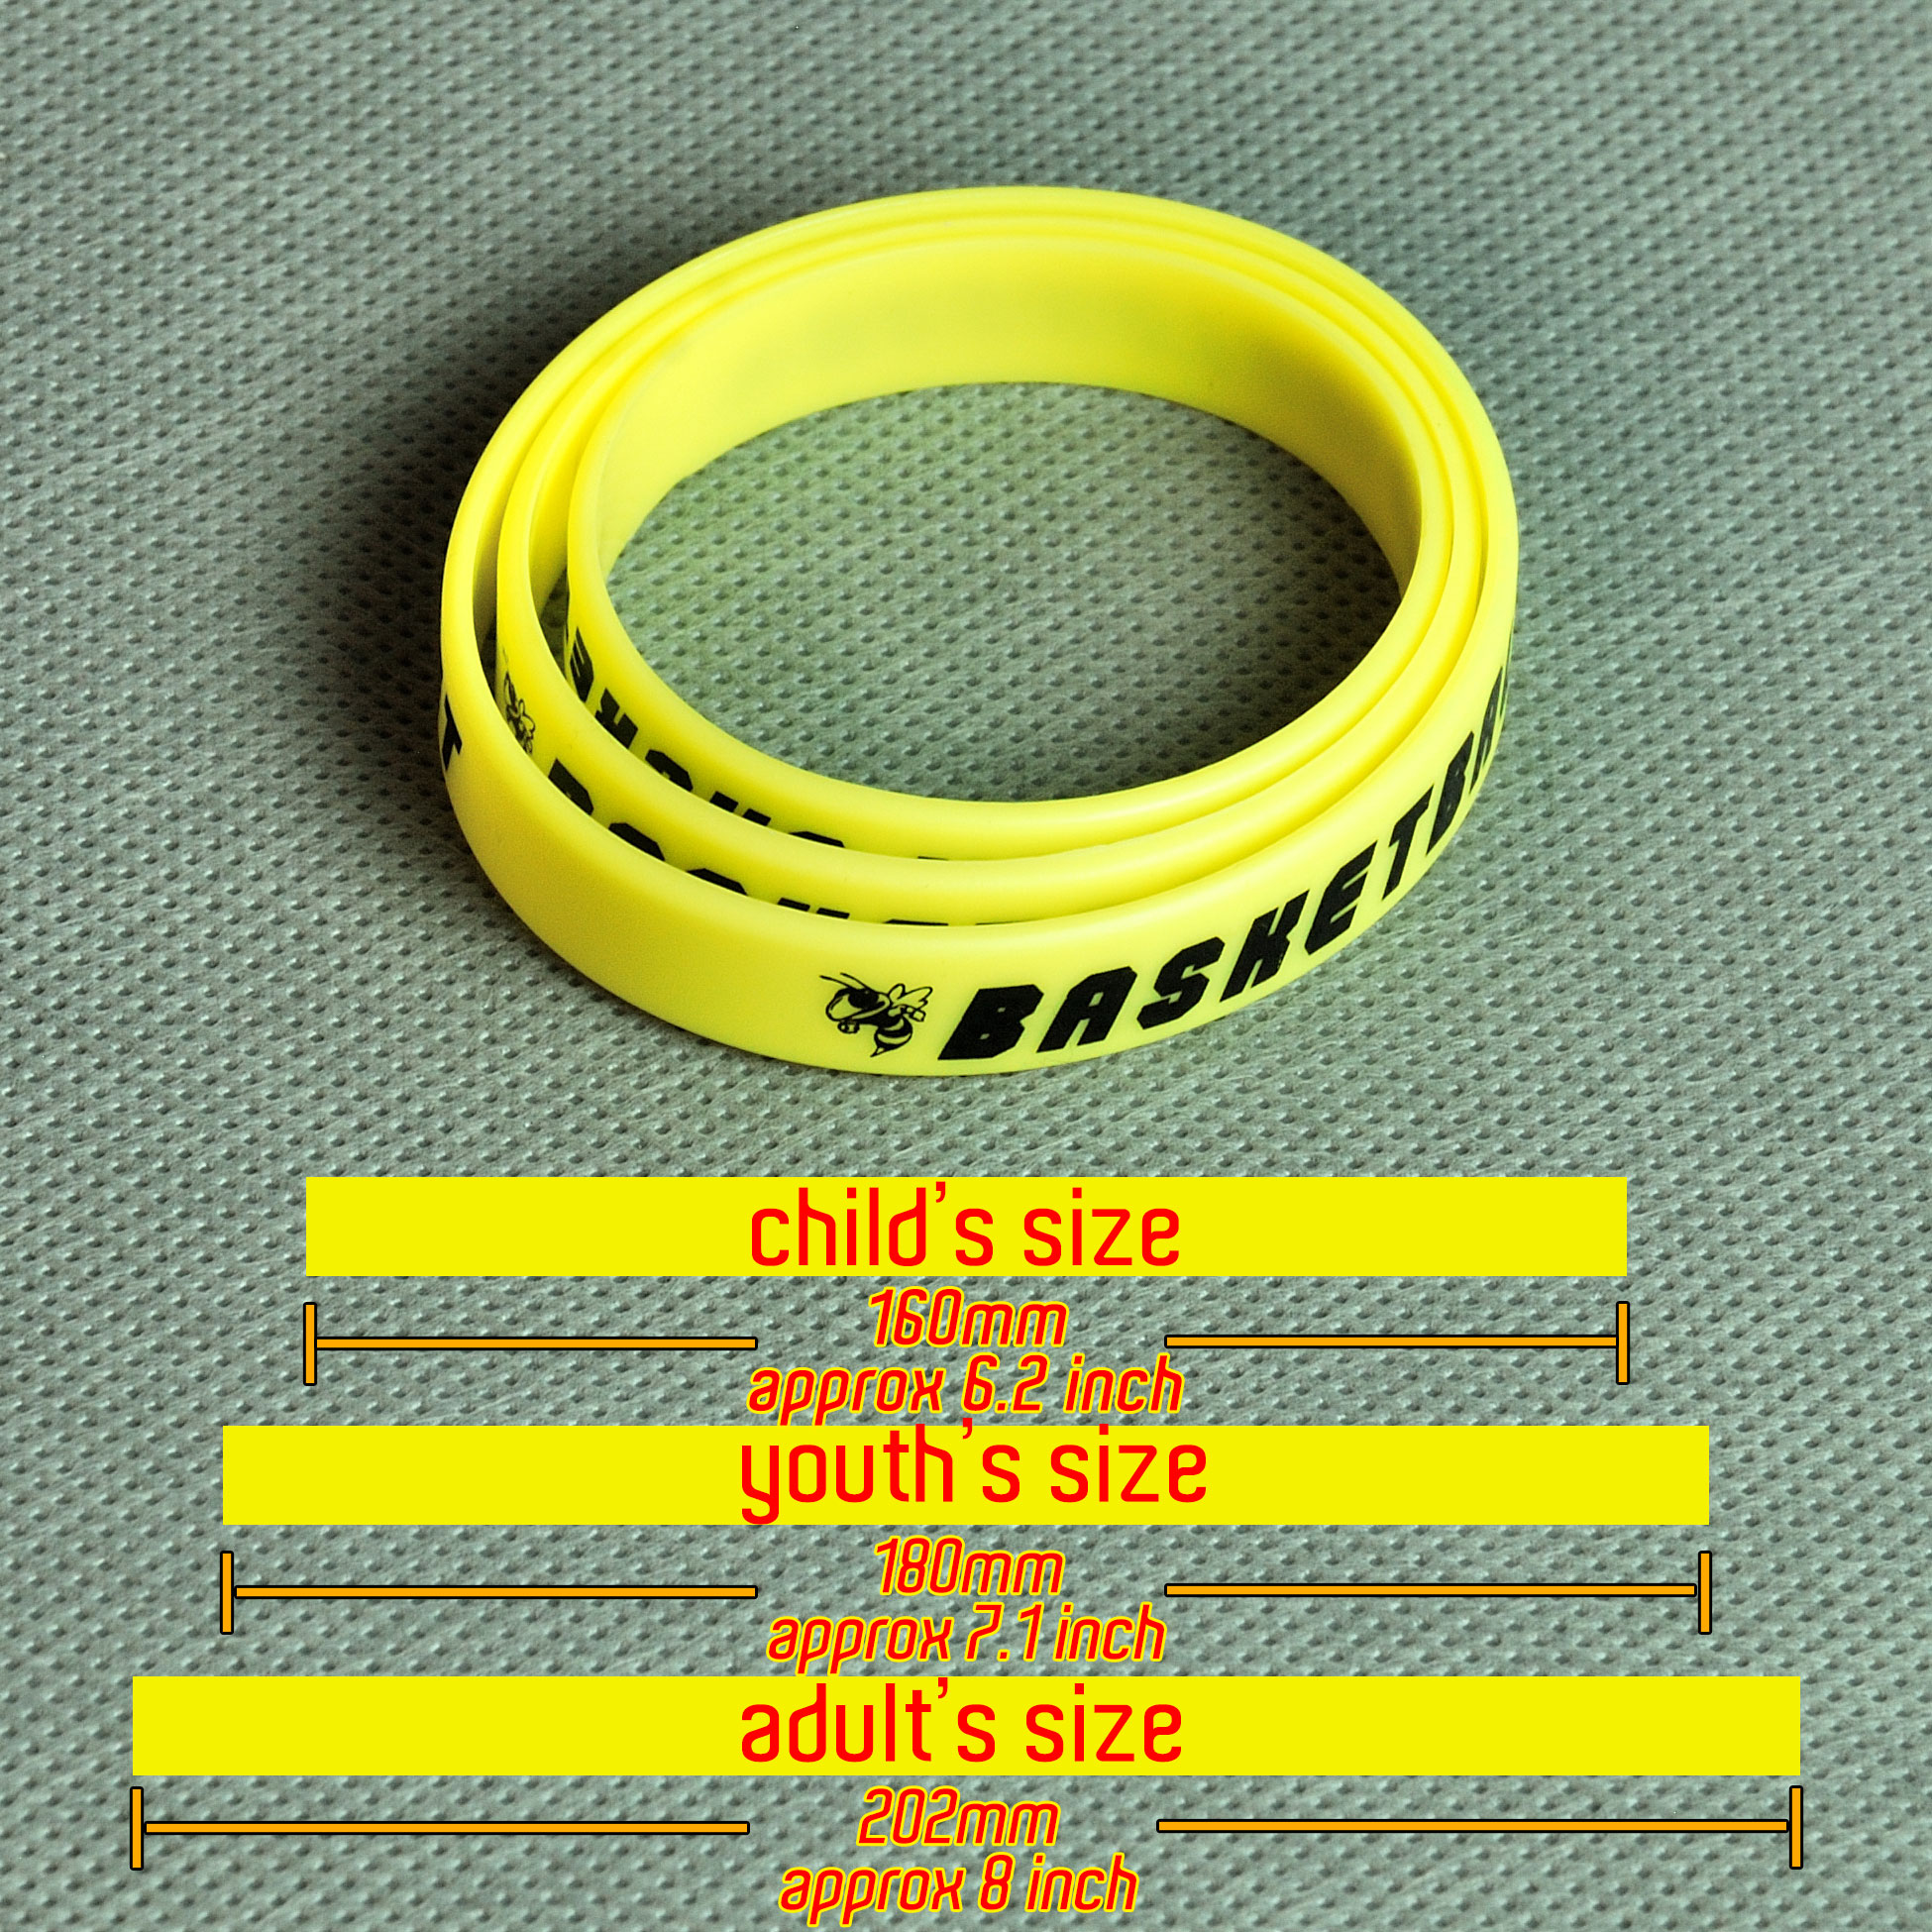 BASKETBA
child's size
160mm
approx 6.2 inch
youth's size
180mm
approx 7.1 inch
adult's size
202mm
approx 8 inch